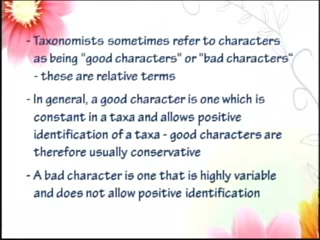 - Taxonomists sometimes refer to characters
as being "good characters" or "bad characters"
- these are relative terms
- In general, a good character is one which is
constant in a taxa and allows positive
identification of a taxa - good characters are
therefore usually conservative
- A bad character is one that is highly variable
and does not allow positive identification